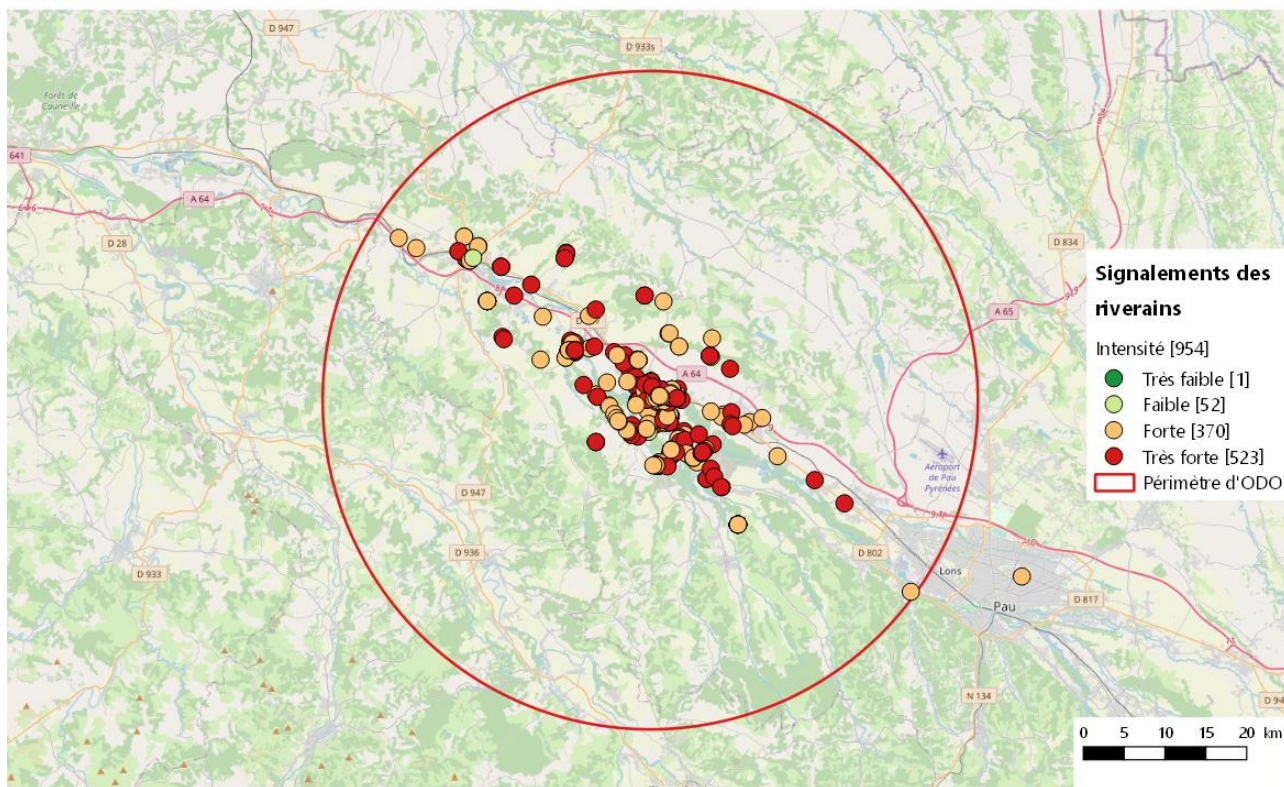 D 947
D 933s
Forêt de
Cauneille
641
A 64
D 28
D 834
A 65
A 64
Aéroport
de Pau
Pyrénées
D 947
D 936
D 933
D 802
Lons
Pau
D 817
N 134
Signalements des
riverains
Intensité [954]
Très faible [1]
Faible [52]
Forte [370]
Très forte [523]
Périmètre d'ODO
0 5 10 15 20 km